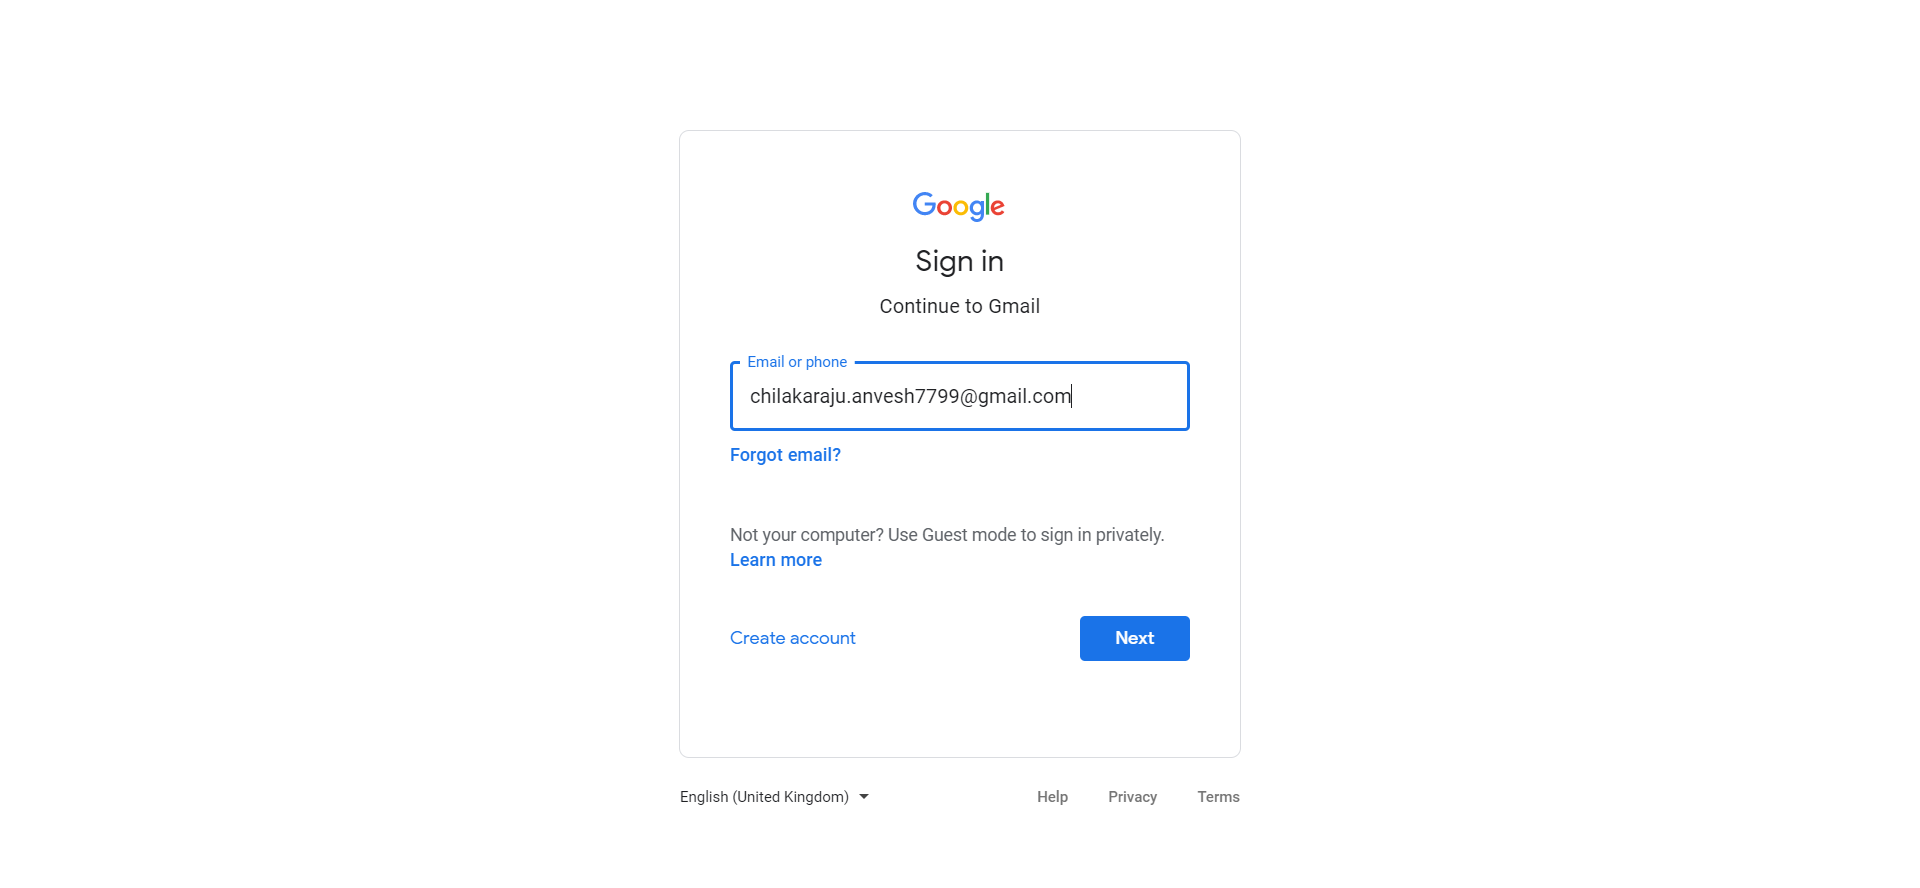 Google
Sign in
Continue to Gmail
Email or phone
chilakaraju.anvesh7799@gmail.com
Forgot email?
Not your computer? Use Guest mode to sign in privately.
Learn more
Create account
Next
English (United Kingdom)
Help
Privacy
Terms